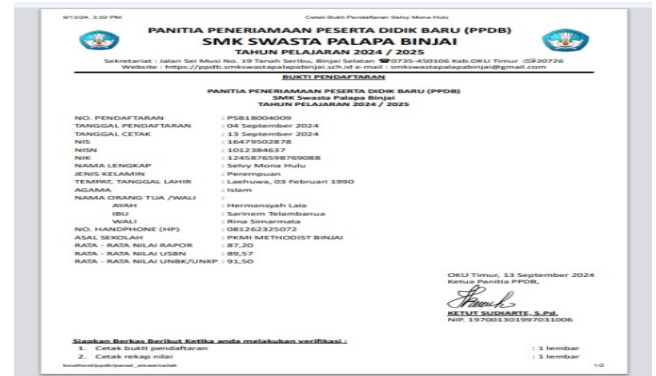 9/13/24, 3:02 PM Cetak Bukti Pendaftaran Selvy Mona Hulu
PANITIA PENERIAMAAN PESERTA DIDIK BARU (PPDB)
SMK SWASTA PALAPA BINJAI
TAHUN PELAJARAN 2024 / 2025
Sekretariat : Jalan Sei Musi No. 19 Tanah Seribu, Binjai Selatan ☎0735-450106 Kab.OKU Timur 20726
Website : https://ppdb.smkswastapalapabinjai.sch.id e-mail : smkswastapalapabinjai@gmail.com
BUKTI PENDAFTARAN
PANITIA PENERIAMAAN PESERTA DIDIK BARU (PPDB)
SMK Swasta Palapa Binjai
TAHUN PELAJARAN 2024 / 2025
NO. PENDAFTARAN : PSB18004009
TANGGAL PENDAFTARAN : 04 September 2024
TANGGAL CETAK : 13 September 2024
NIS : 16479502878
NISN : 1012384637
NIK : 1245876598769088
NAMA LENGKAP : Selvy Mona Hulu
JENIS KELAMIN : Perempuan
TEMPAT, TANGGAL LAHIR : Laehuwa, 03 Februari 1990
AGAMA : Islam
NAMA ORANG TUA /WALI :
AYAH : Hermansyah Laia
IBU : Sarinem Telambanua
WALI : Rina Simarmata
NO. HANDPHONE (HP) : 081262325072
ASAL SEKOLAH : PKMI METHODIST BINJAI
RATA - RATA NILAI RAPOR : 87,20
RATA - RATA NILAI USBN : 89,57
RATA - RATA NILAI UNBK/UNKP : 91,50
OKU Timur, 13 September 2024
Ketua Panitia PPDB,
KETUT SUDIARTE, S.Pd.
NIP. 197001301997031006
Siapkan Berkas Berikut Ketika anda melakukan verifikasi :
1. Cetak bukti pendaftaran : 1 lembar
2. Cetak rekap nilai : 1 lembar
localhost/ppdb/panel_siswa/cetak 1/2